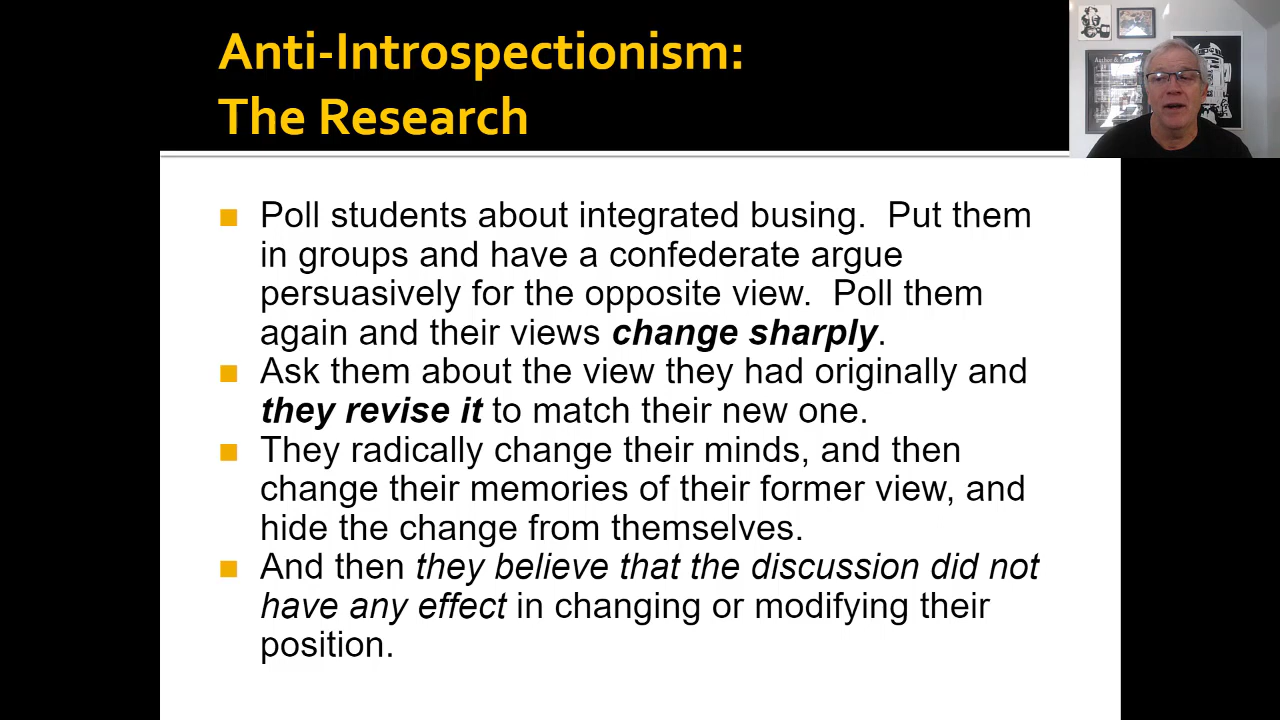 Anti-Introspectionism:
The Research
Poll students about integrated busing.  Put them
in groups and have a confederate argue
persuasively for the opposite view.  Poll them
again and their views change sharply.
Ask them about the view they had originally and
they revise it to match their new one.
They radically change their minds, and then
change their memories of their former view, and
hide the change from themselves.
And then they believe that the discussion did not
have any effect in changing or modifying their
position.